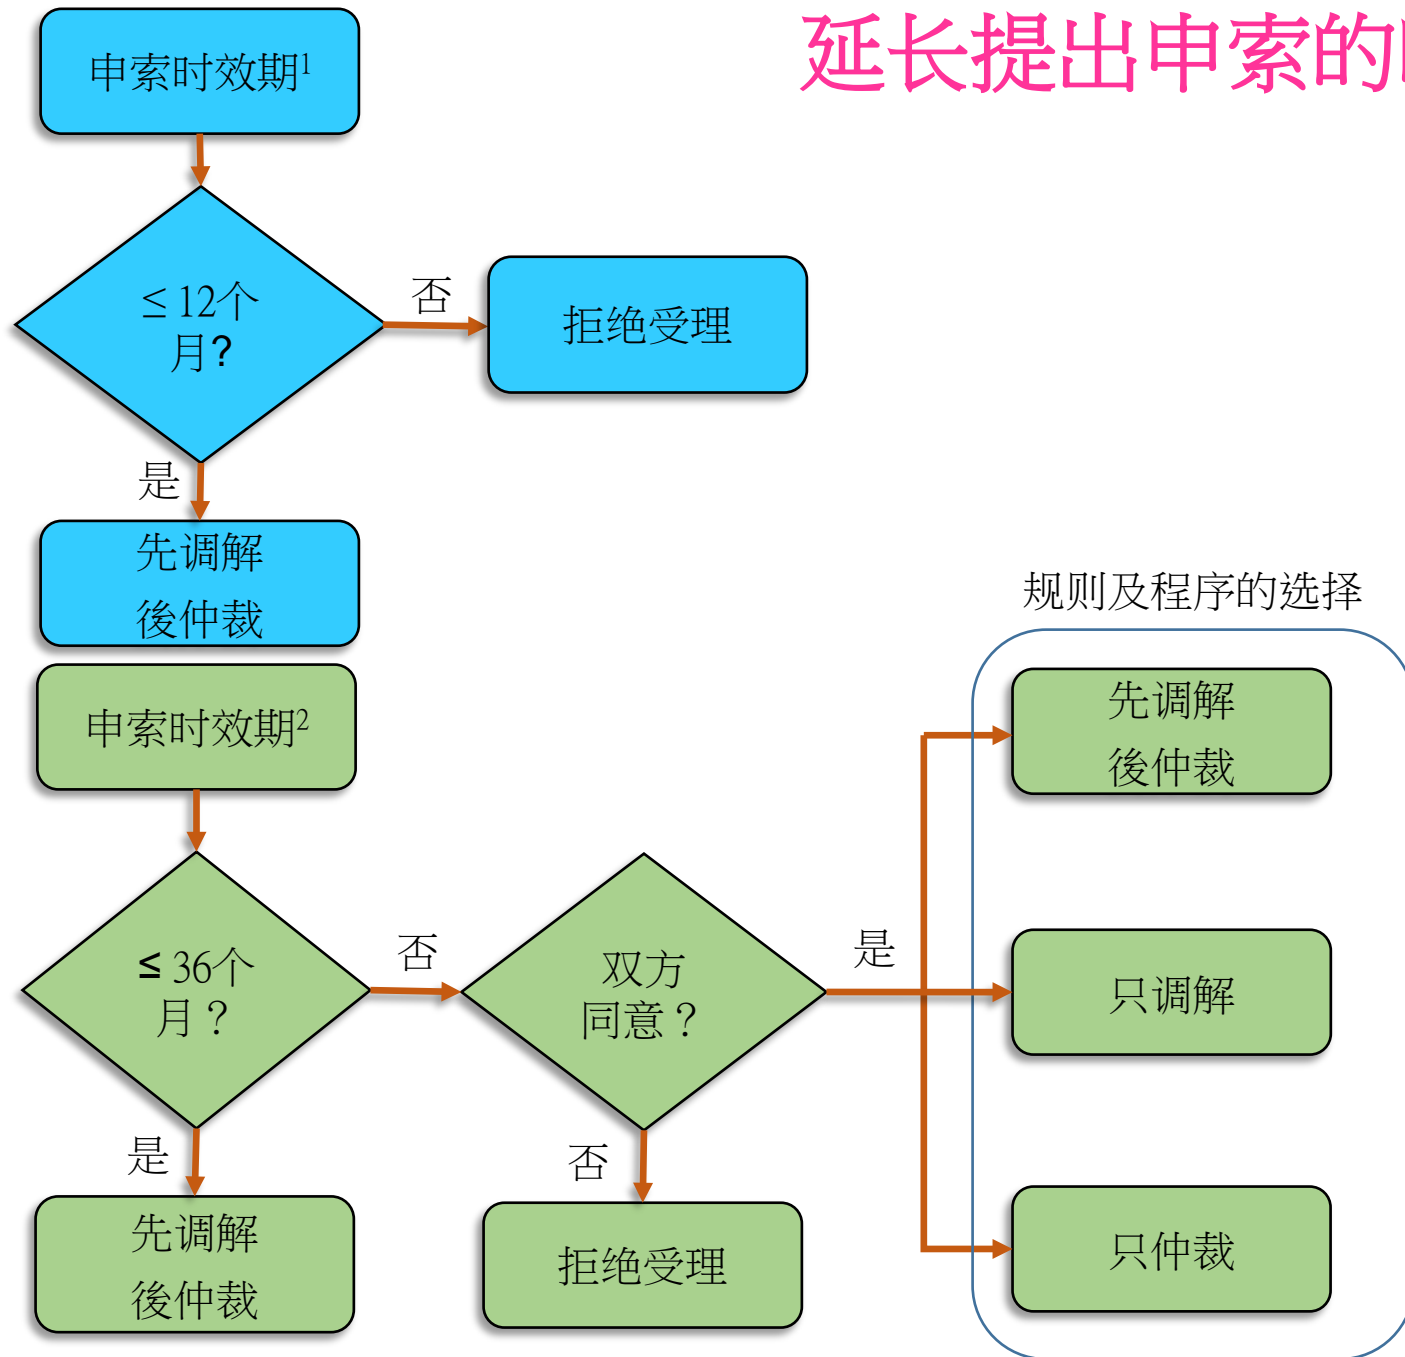 延长提出申索的
申索时效期1
≤ 12个
月?
否
拒绝受理
是
先调解
後仲裁
规则及程序的选择
申索时效期2
≤ 36个
月？
否
双方
同意？
是
先调解
後仲裁
只调解
只仲裁
是
先调解
後仲裁
否
拒绝受理